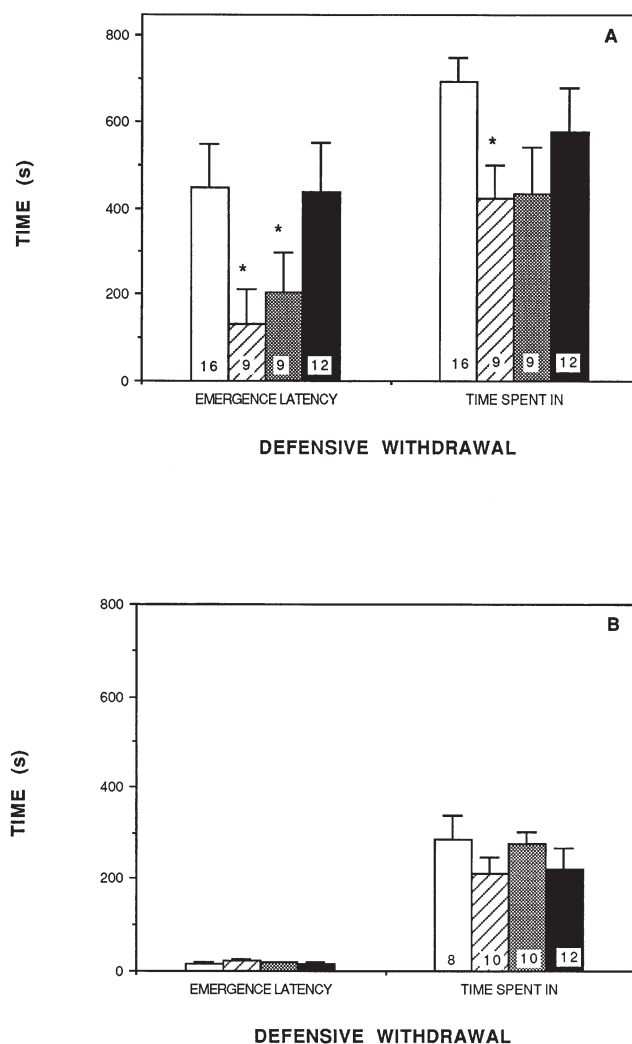 A
800
600
400
200
0
TIME (s)
*
*
*
16
9
9
12
16
9
9
12
EMERGENCE LATENCY
TIME SPENT IN
DEFENSIVE WITHDRAWAL
B
800
600
400
200
0
TIME (s)
8
10
10
12
EMERGENCE LATENCY
TIME SPENT IN
DEFENSIVE WITHDRAWAL